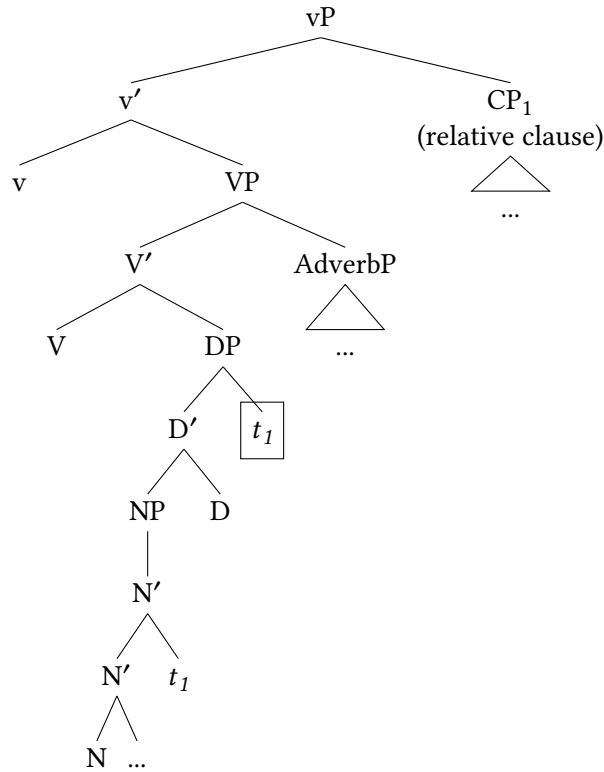 vP
v′ CP₁
(relative clause)
v VP ...
V′ AdverbP
V DP ...
D′ t₁
NP D
N′
N′ t₁
N ...